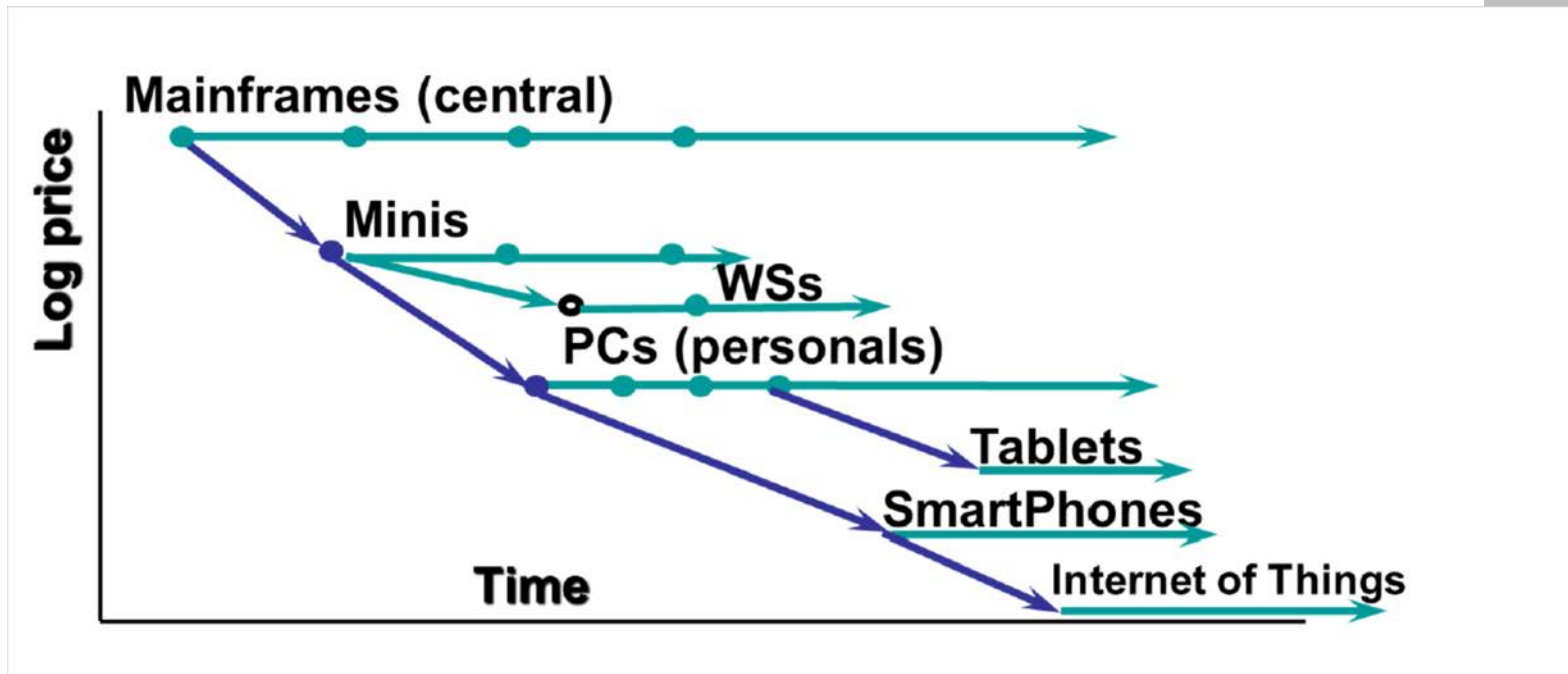 Mainframes (central)
Log price
Minis
WSs
PCs (personals)
Tablets
SmartPhones
Internet of Things
Time